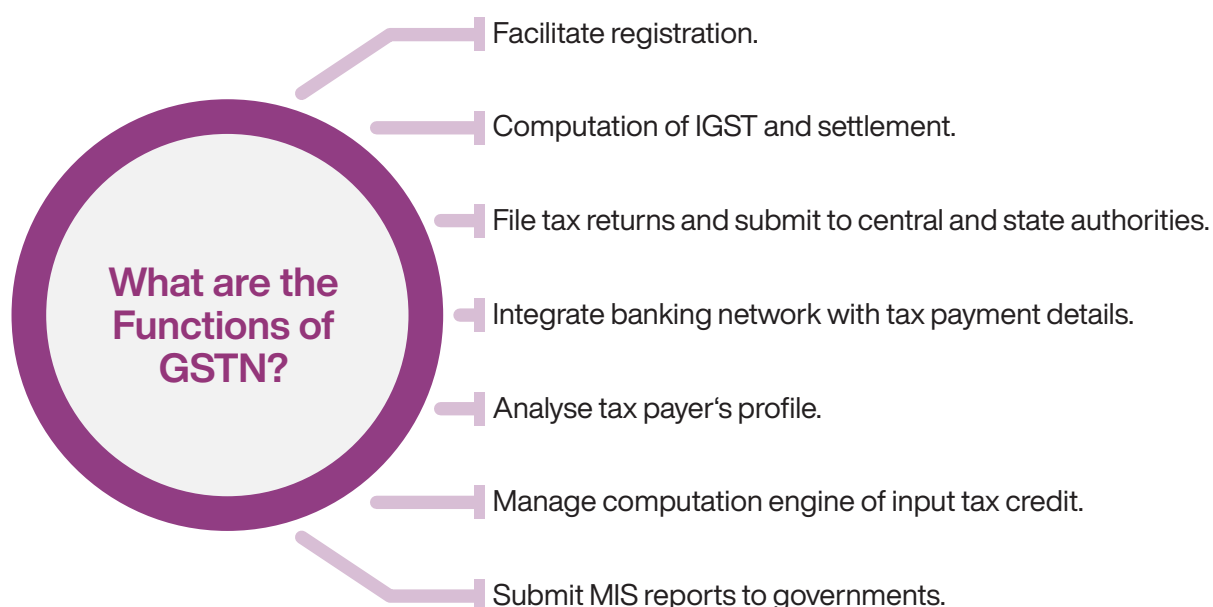 What are the
Functions of
GSTN?
Facilitate registration.
Computation of IGST and settlement.
File tax returns and submit to central and state authorities.
Integrate banking network with tax payment details.
Analyse tax payer‘s profile.
Manage computation engine of input tax credit.
Submit MIS reports to governments.